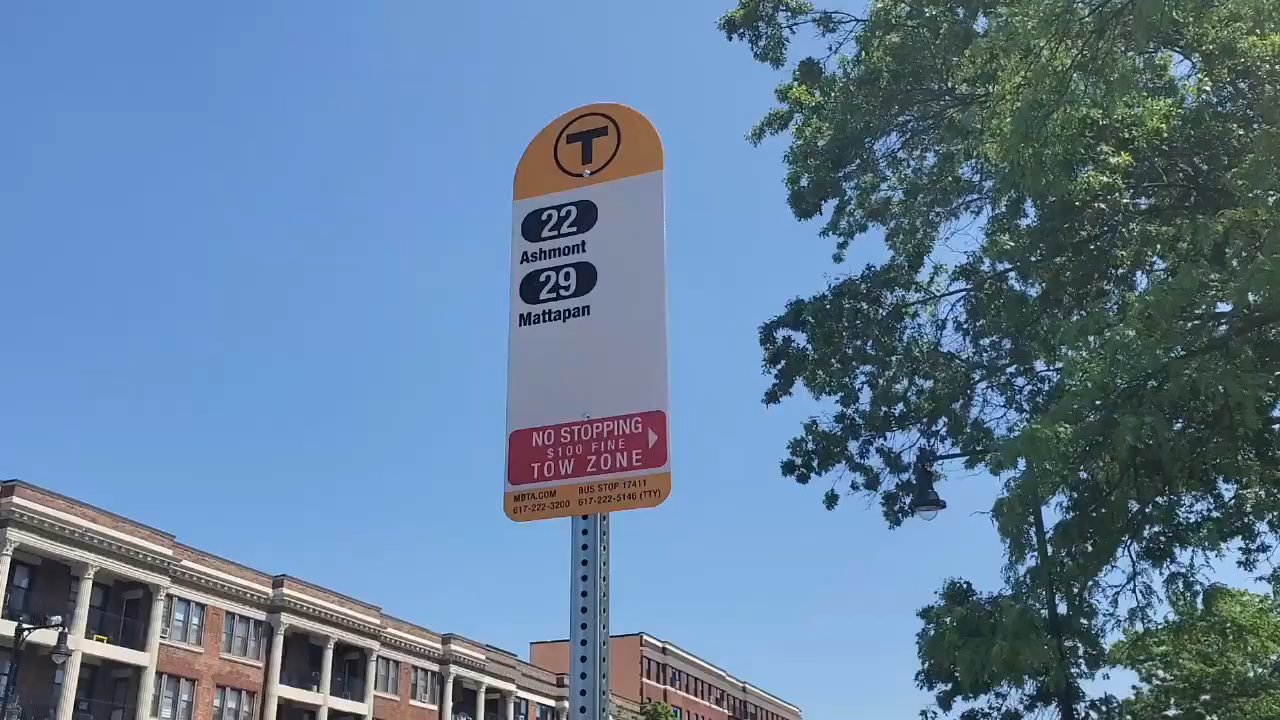 T
22
Ashmont
29
Mattapan
NO STOPPING
$100 FINE
TOW ZONE
MBTA.COM BUS STOP 17411
617-222-3200 617-222-5146 (TTY)